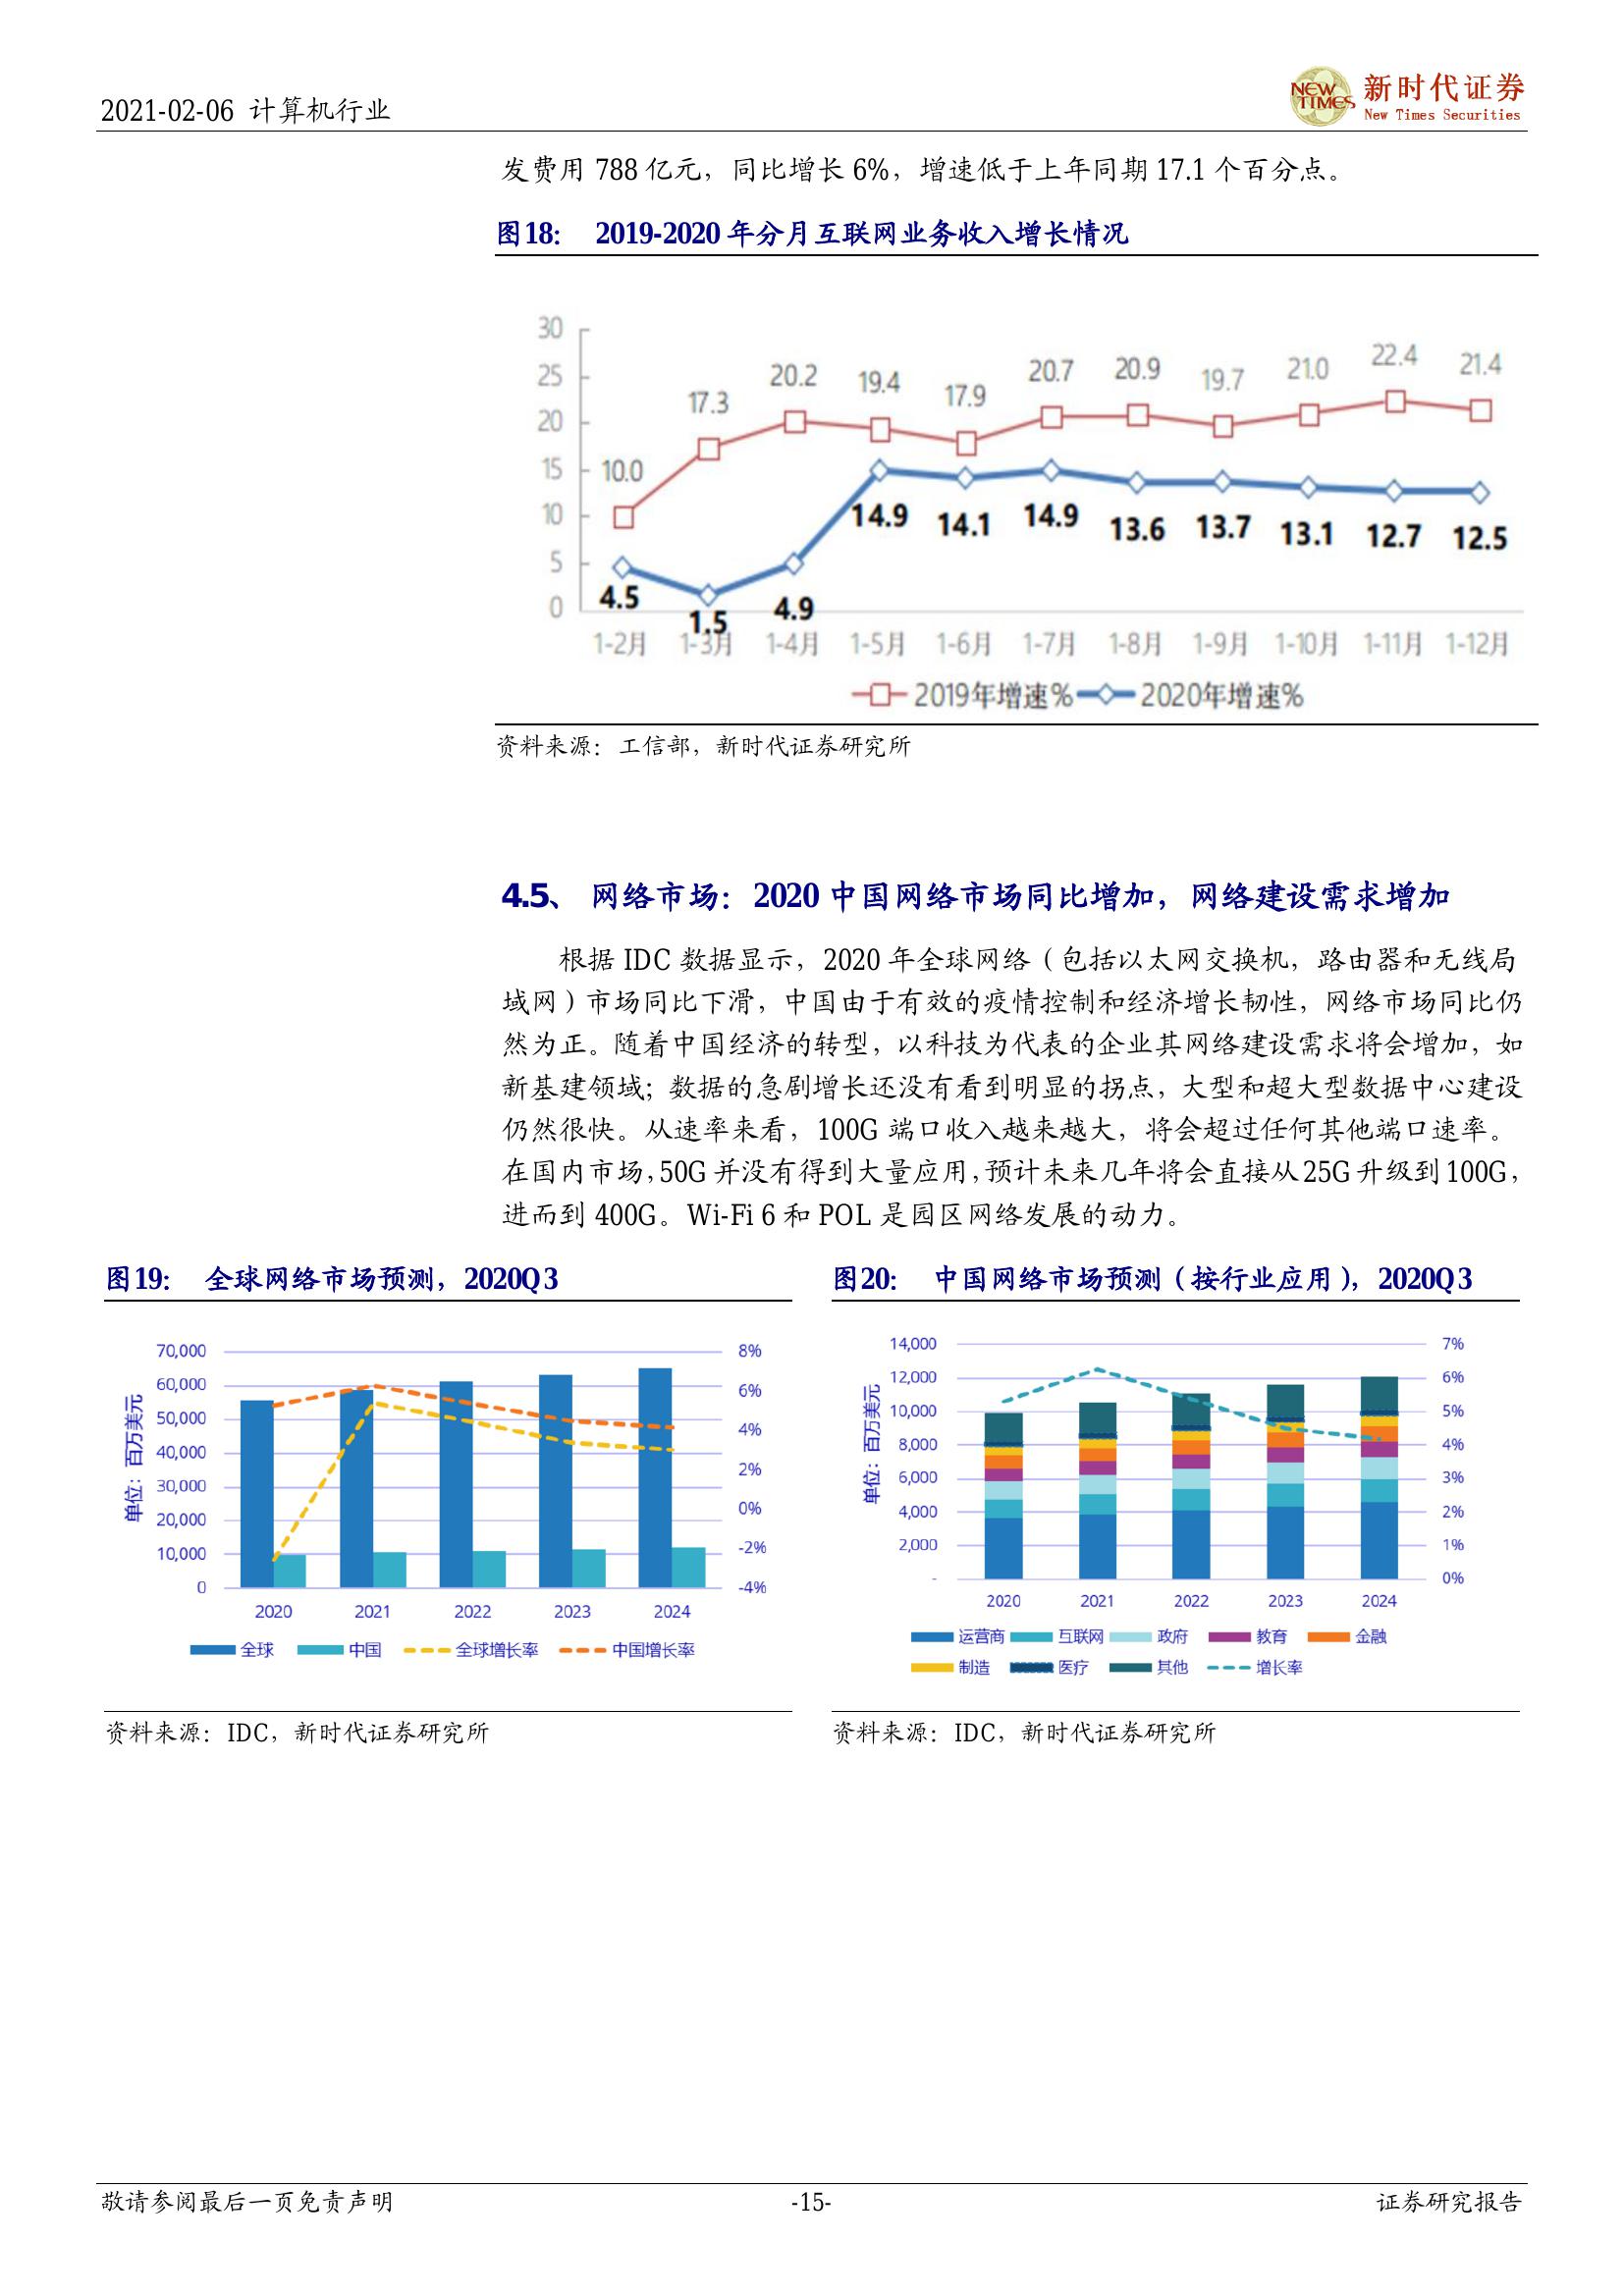 2021-02-06 计算机行业
NEW TIMES
新时代证券
New Times Securities
发费用 788 亿元，同比增长 6%，增速低于上年同期 17.1 个百分点。
图18： 2019-2020 年分月互联网业务收入增长情况
30
25
20
15
10
5
0
10.0 17.3 20.2 19.4 17.9 20.7 20.9 19.7 21.0 22.4 21.4
4.5 1.5 4.9 14.9 14.1 14.9 13.6 13.7 13.1 12.7 12.5
1-2月 1-3月 1-4月 1-5月 1-6月 1-7月 1-8月 1-9月 1-10月 1-11月 1-12月
2019年增速% 2020年增速%
资料来源：工信部，新时代证券研究所
4.5、 网络市场：2020 中国网络市场同比增加，网络建设需求增加
根据 IDC 数据显示，2020 年全球网络（包括以太网交换机，路由器和无线局
域网）市场同比下滑，中国由于有效的疫情控制和经济增长韧性，网络市场同比仍
然为正。随着中国经济的转型，以科技为代表的企业其网络建设需求将会增加，如
新基建领域；数据的急剧增长还没有看到明显的拐点，大型和超大型数据中心建设
仍然很快。从速率来看，100G 端口收入越来越大，将会超过任何其他端口速率。
在国内市场，50G 并没有得到大量应用，预计未来几年将会直接从 25G 升级到 100G，
进而到 400G。Wi-Fi 6 和 POL 是园区网络发展的动力。
图19： 全球网络市场预测，2020Q3
单位：百万美元
70,000 8%
60,000 6%
50,000 4%
40,000 2%
30,000 0%
20,000 -2%
10,000 -4%
0
2020 2021 2022 2023 2024
全球 中国 全球增长率 中国增长率
资料来源：IDC，新时代证券研究所
图20： 中国网络市场预测（按行业应用），2020Q3
单位：百万美元
14,000 7%
12,000 6%
10,000 5%
8,000 4%
6,000 3%
4,000 2%
2,000 1%
- 0%
2020 2021 2022 2023 2024
运营商 互联网 政府 教育 金融
制造 医疗 其他 增长率
资料来源：IDC，新时代证券研究所
敬请参阅最后一页免责声明
-15-
证券研究报告